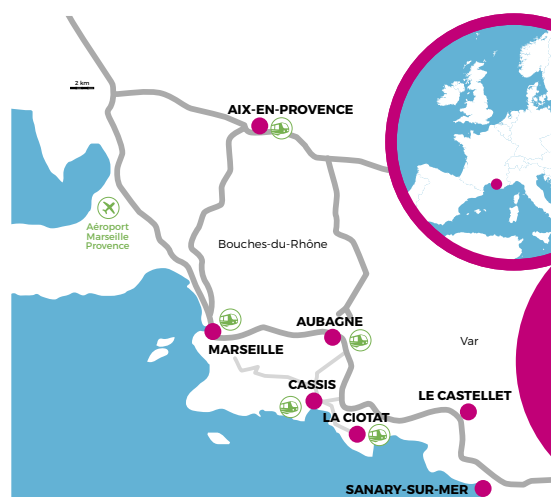 2 km
AIX-EN-PROVENCE
Aéroport
Marseille
Provence
Bouches-du-Rhône
AUBAGNE
MARSEILLE
Var
CASSIS
LE CASTELLET
LA CIOTAT
SANARY-SUR-MER